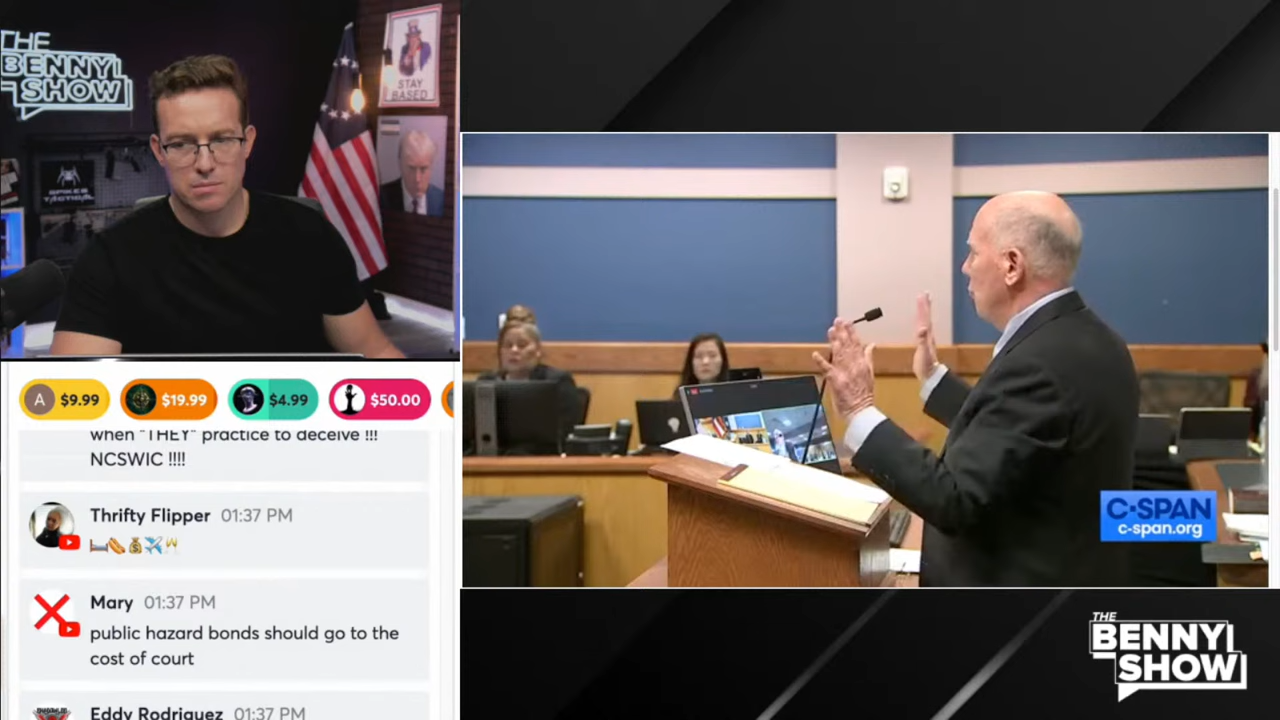 THE
BENNY
SHOW
STAY
BASED
SPIKE'S
TACTICAL
A $9.99
$19.99
$4.99
$50.00
when "THEY" practice to deceive !!!
NCSWIC !!!!
Thrifty Flipper 01:37 PM
Mary 01:37 PM
public hazard bonds should go to the
cost of court
Eddy Rodriguez 01:37 PM
C-SPAN
c-span.org
THE
BENNY
SHOW